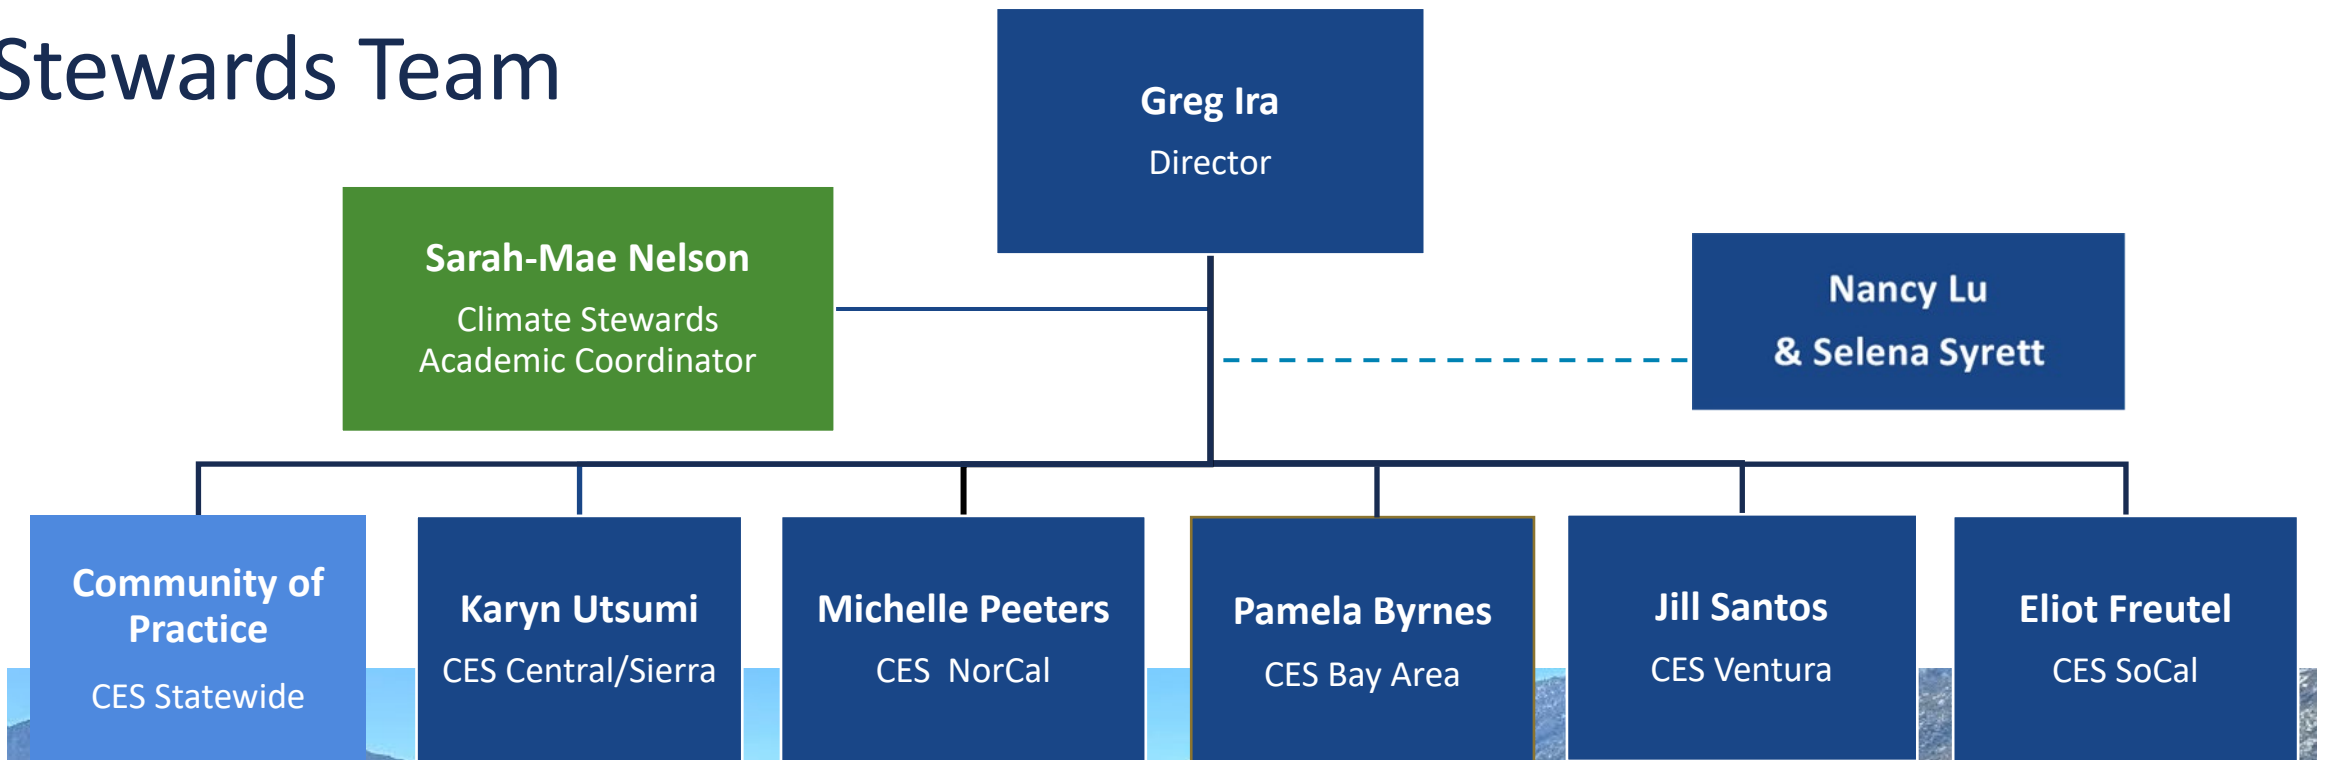 Stewards Team
Greg Ira
Director
Sarah-Mae Nelson
Climate Stewards
Academic Coordinator
Nancy Lu
& Selena Syrett
Community of
Practice
CES Statewide
Karyn Utsumi
CES Central/Sierra
Michelle Peeters
CES NorCal
Pamela Byrnes
CES Bay Area
Jill Santos
CES Ventura
Eliot Freutel
CES SoCal